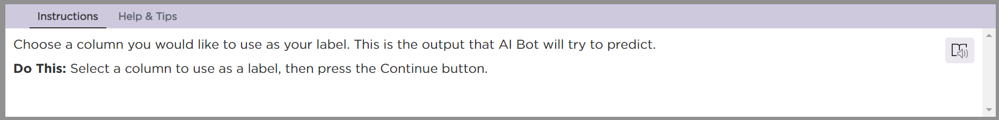 Instructions Help & Tips
Choose a column you would like to use as your label. This is the output that AI Bot will try to predict.
Do This: Select a column to use as a label, then press the Continue button.